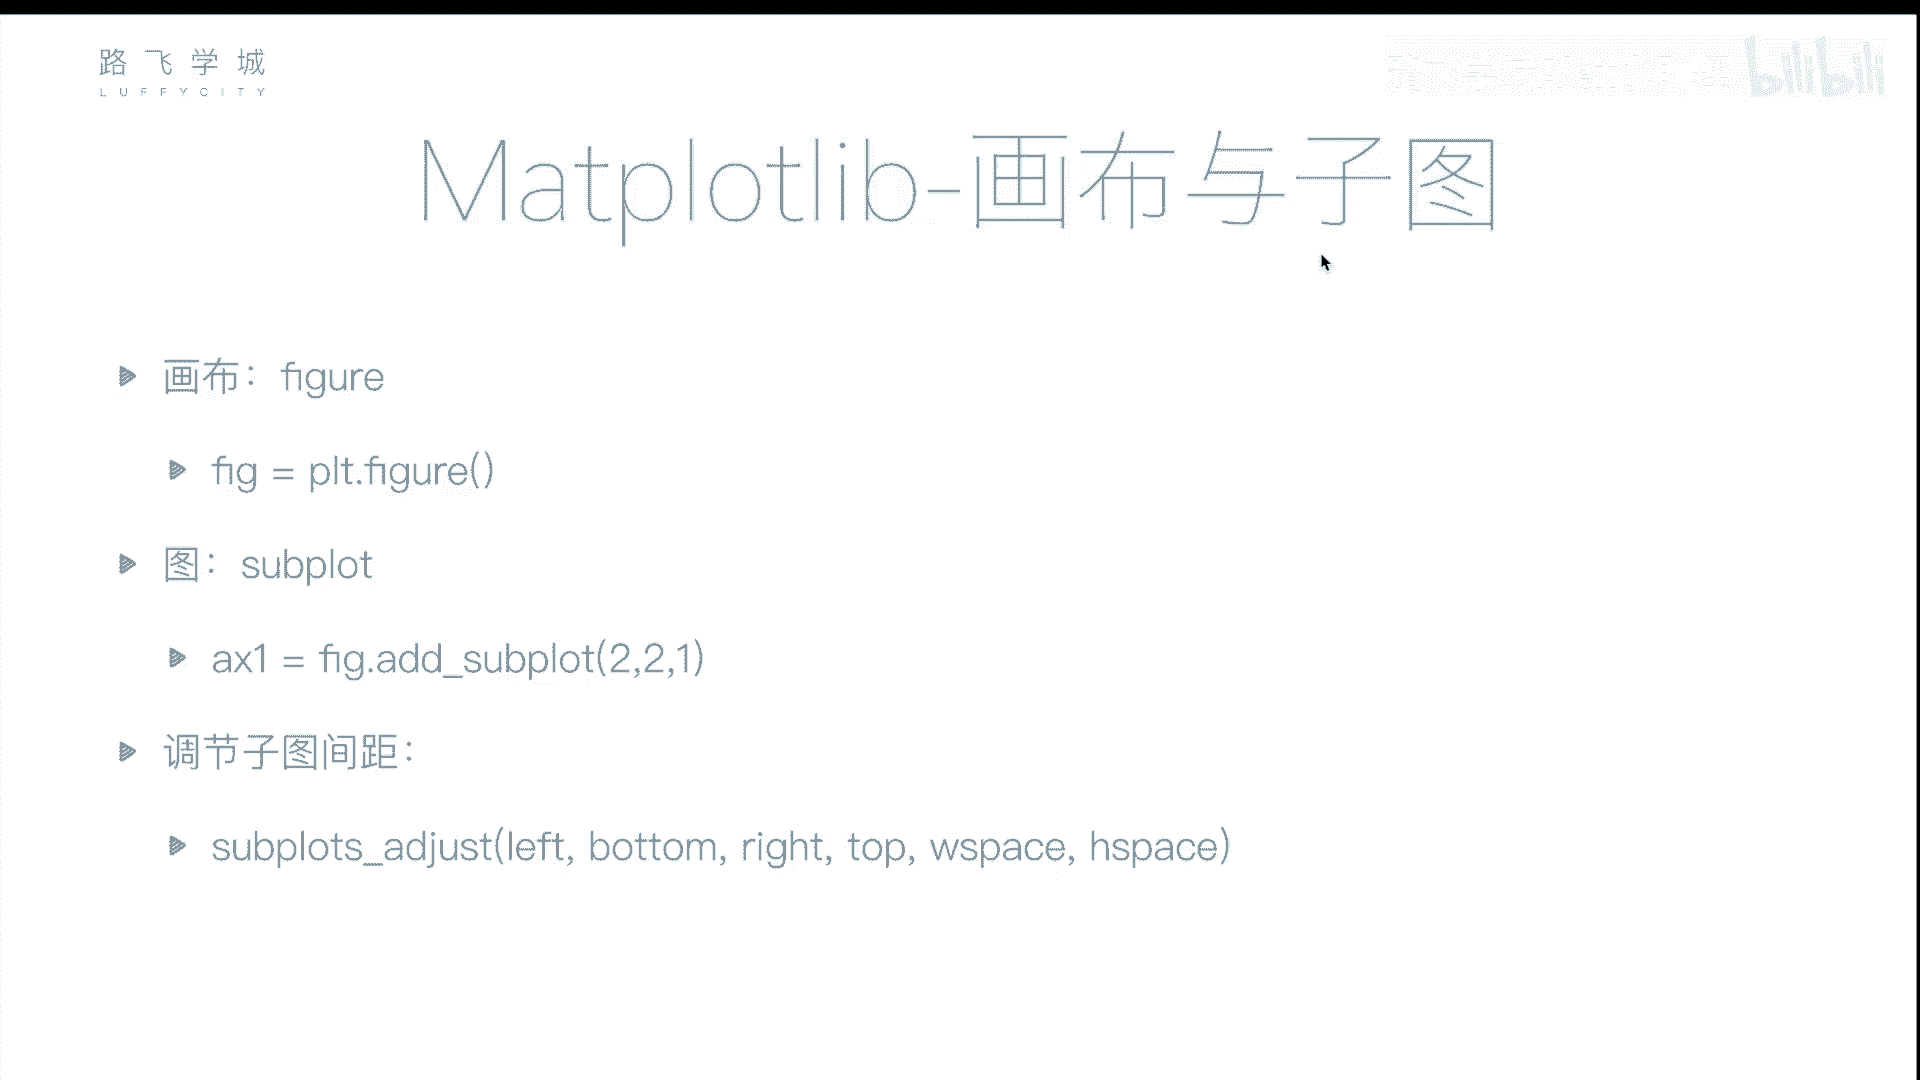 路飞学城
LUFFYCITY
bilibili
Matplotlib-画布与子图
画布：figure
fig = plt.figure()
图：subplot
ax1 = fig.add_subplot(2,2,1)
调节子图间距：
subplots_adjust(left, bottom, right, top, wspace, hspace)